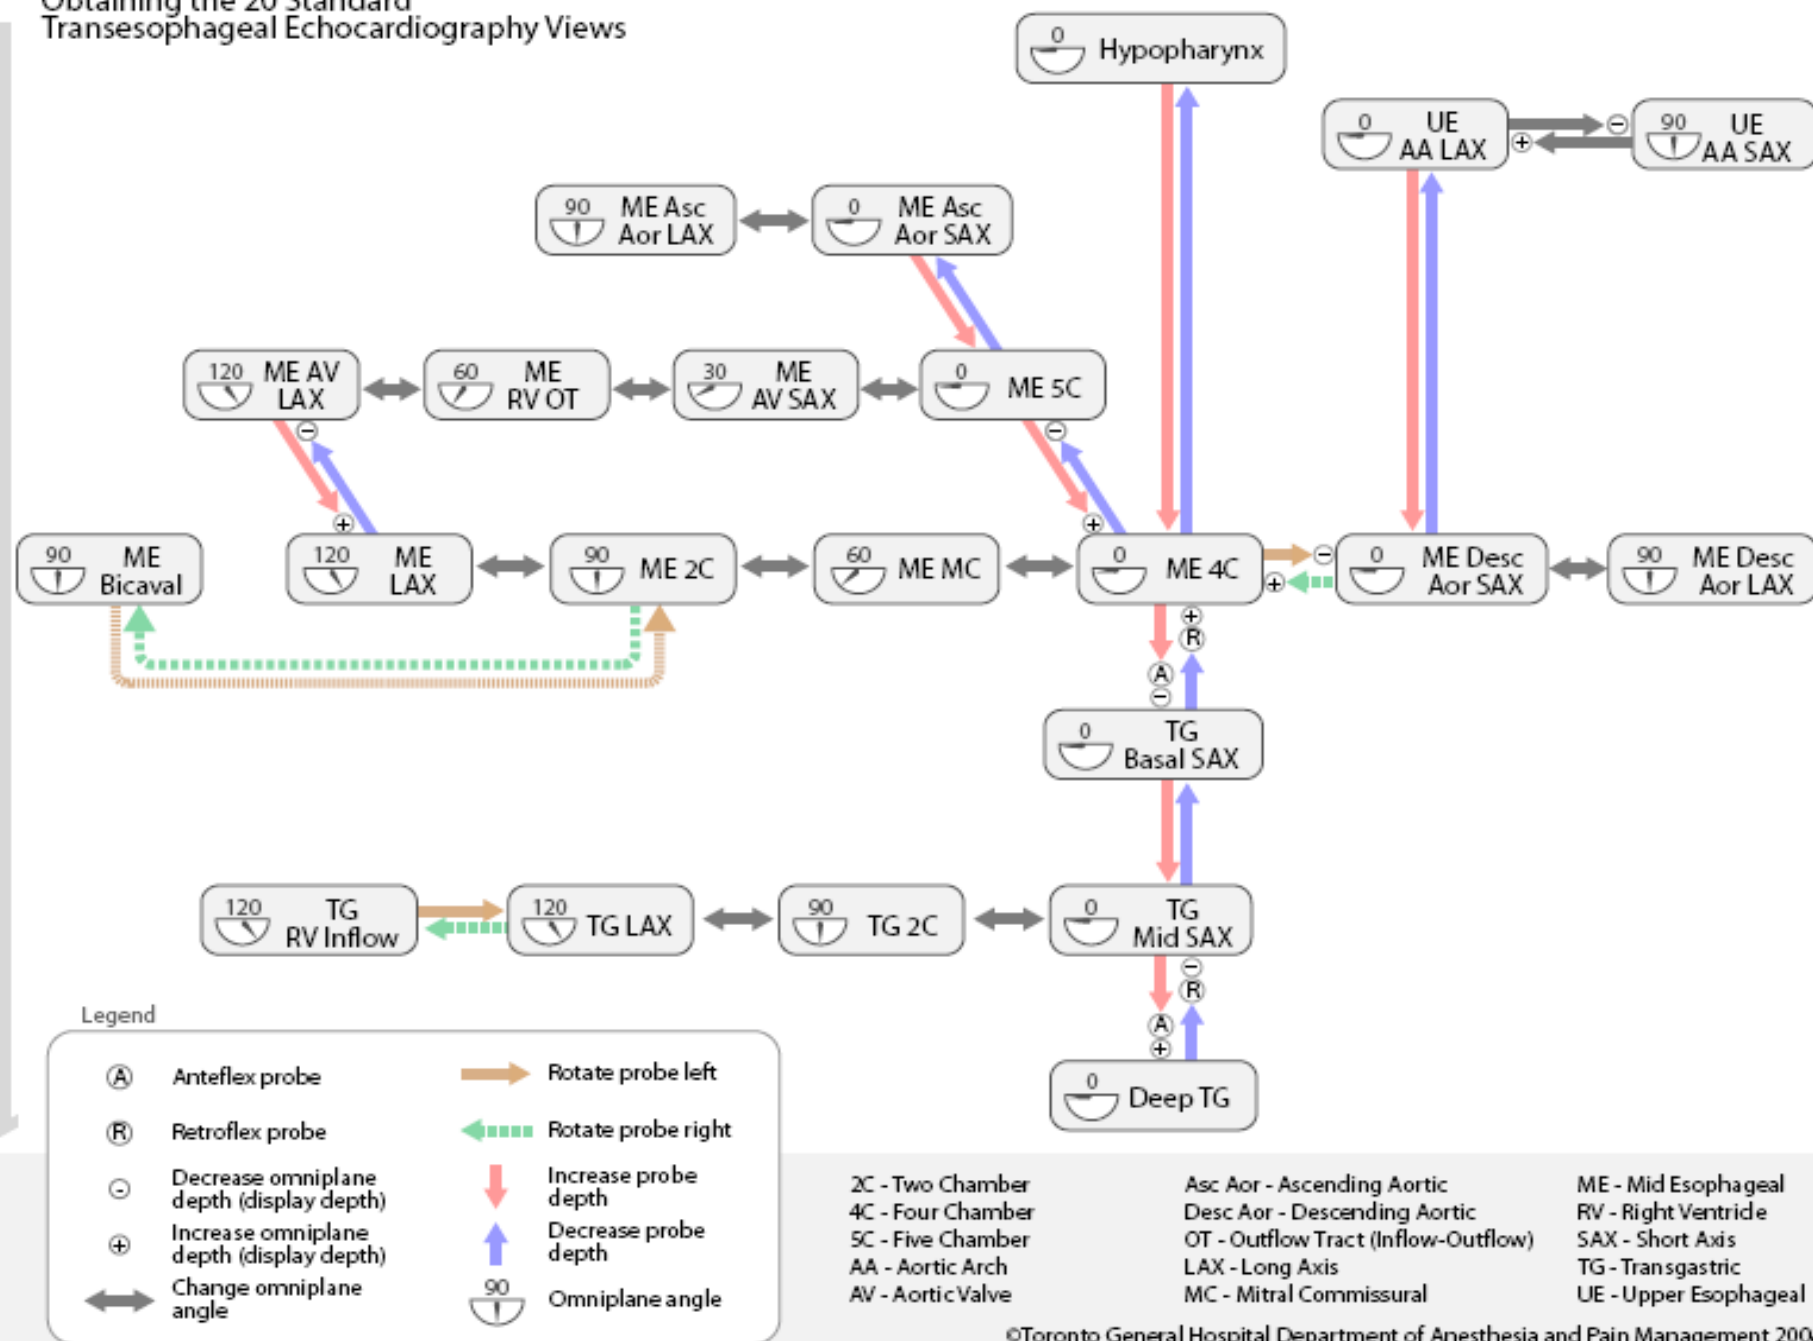 Obtaining the 20 Standard
Transesophageal Echocardiography Views
0 Hypopharynx
0 UE
AA LAX
−
+
90 UE
AA SAX
90 ME Asc
Aor LAX
0 ME Asc
Aor SAX
120 ME AV
LAX
60 ME
RV OT
30 ME
AV SAX
0 ME 5C
−
+
−
+
90 ME
Bicaval
120 ME
LAX
90 ME 2C
60 ME MC
0 ME 4C
−
+
0 ME Desc
Aor SAX
90 ME Desc
Aor LAX
+
R
A
−
0 TG
Basal SAX
120 TG
RV Inflow
120 TG LAX
90 TG 2C
0 TG
Mid SAX
−
R
A
+
0 Deep TG
Legend
A Anteflex probe
R Retroflex probe
- Decrease omniplane
depth (display depth)
+ Increase omniplane
depth (display depth)
Change omniplane
angle
Rotate probe left
Rotate probe right
Increase probe
depth
Decrease probe
depth
90 Omniplane angle
2C - Two Chamber
4C - Four Chamber
5C - Five Chamber
AA - Aortic Arch
AV - Aortic Valve
Asc Aor - Ascending Aortic
Desc Aor - Descending Aortic
OT - Outflow Tract (Inflow-Outflow)
LAX - Long Axis
MC - Mitral Commissural
ME - Mid Esophageal
RV - Right Ventricle
SAX - Short Axis
TG - Transgastric
UE - Upper Esophageal
©Toronto General Hospital Department of Anesthesia and Pain Management